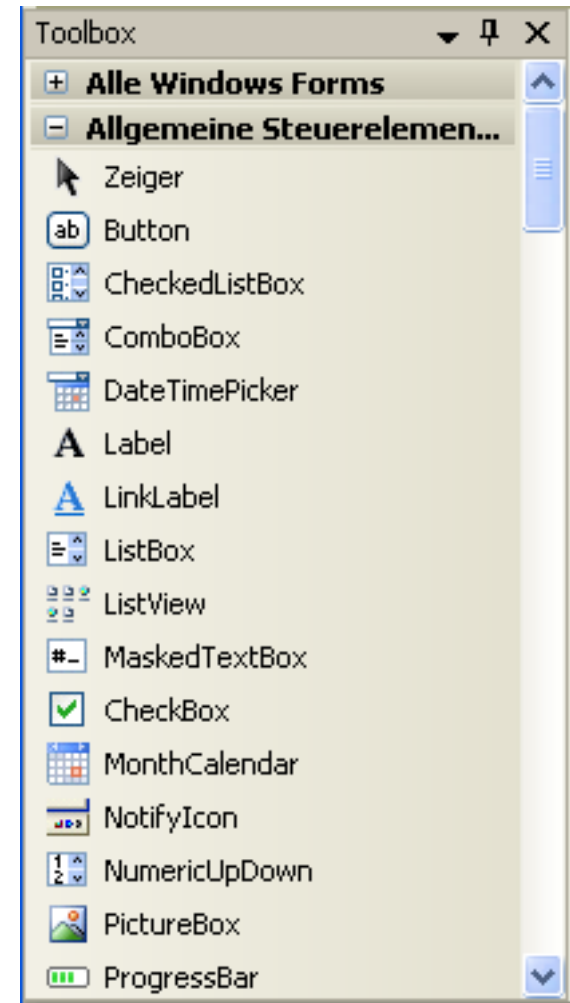 Toolbox
Alle Windows Forms
Allgemeine Steuerelemen...
Zeiger
ab Button
CheckedListBox
ComboBox
DateTimePicker
A Label
A LinkLabel
ListBox
ListView
#_ MaskedTextBox
CheckBox
MonthCalendar
NotifyIcon
1 2 NumericUpDown
PictureBox
ProgressBar